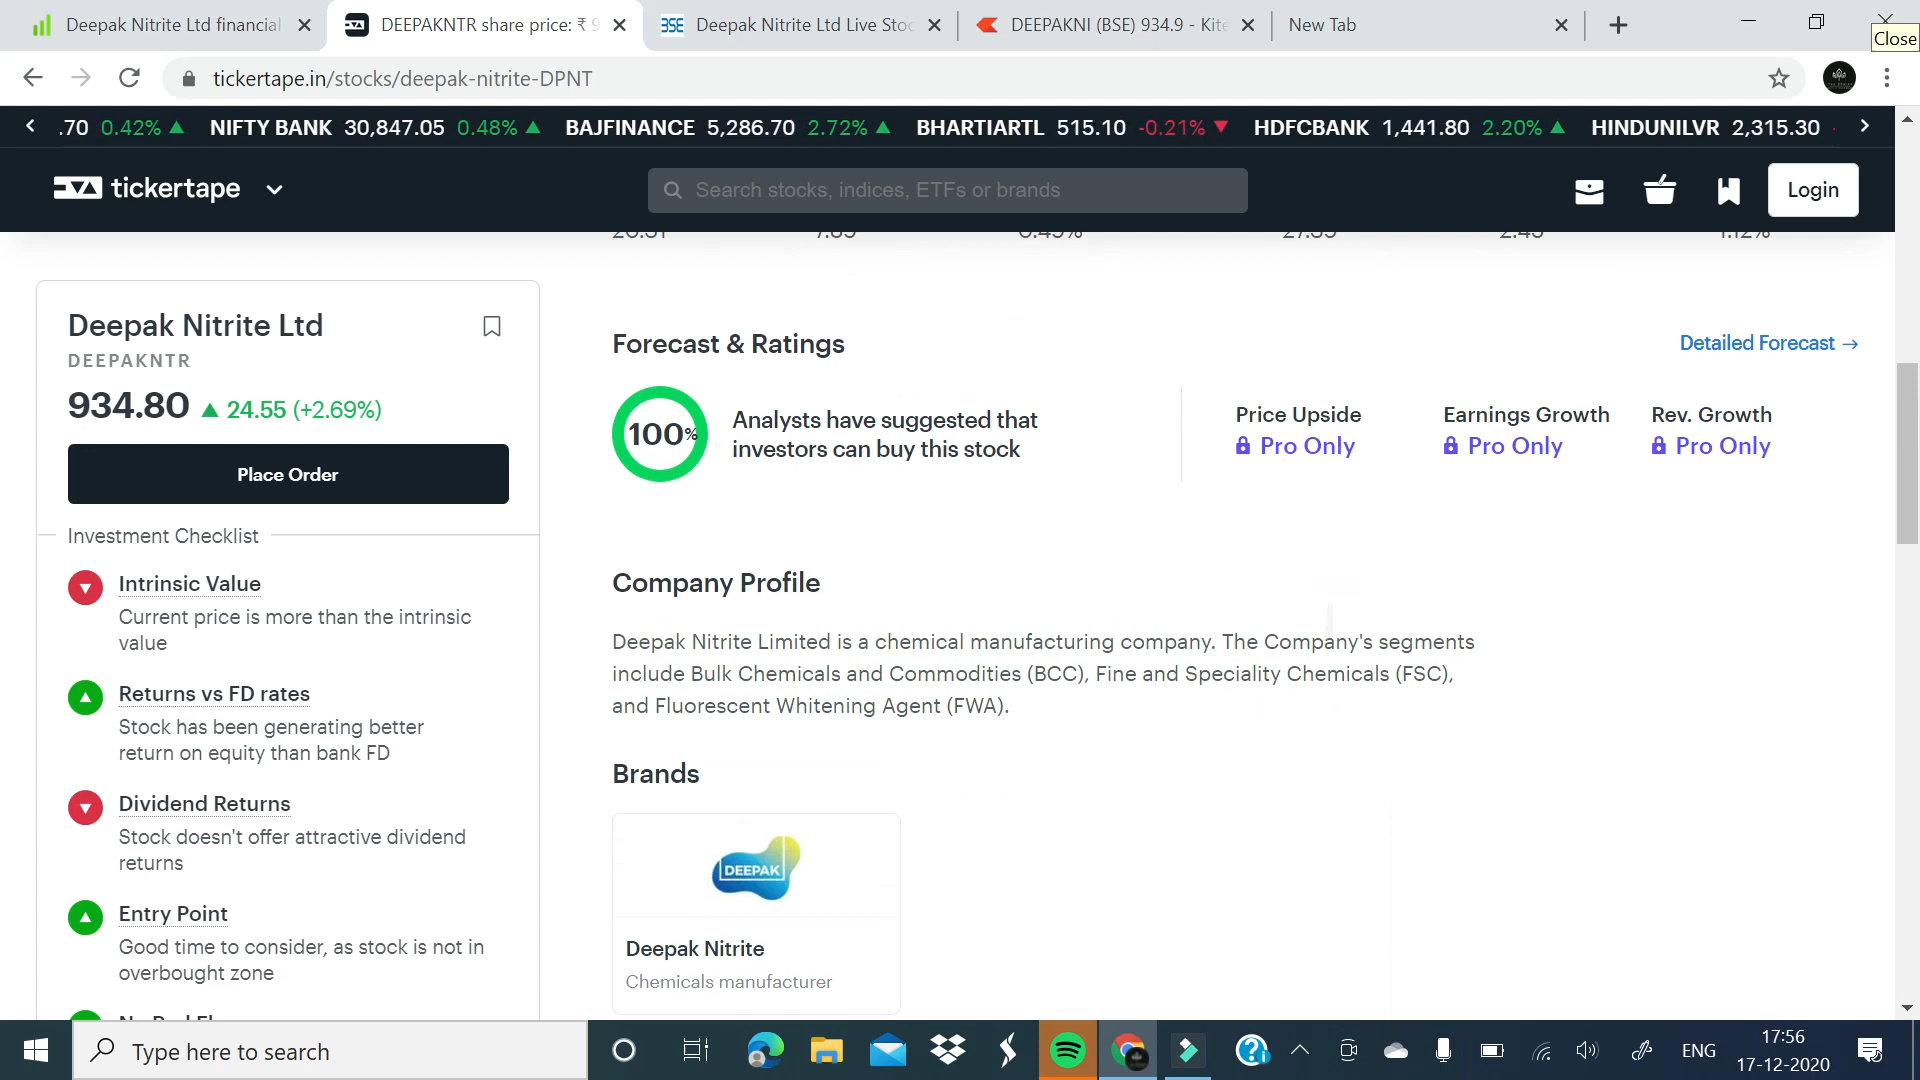 Deepak Nitrite Ltd financial
DEEPAKNTR share price: ₹ 9
BSE
Deepak Nitrite Ltd Live Stoc
DEEPAKNI (BSE) 934.9 - Kite
New Tab
Close
tickertape.in/stocks/deepak-nitrite-DPNT
.70 0.42% ▲ NIFTY BANK 30,847.05 0.48% ▲ BAJFINANCE 5,286.70 2.72% ▲ BHARTIARTL 515.10 -0.21% ▼ HDFCBANK 1,441.80 2.20% ▲ HINDUNILVR 2,315.30
tickertape
Search stocks, indices, ETFs or brands
Login
Deepak Nitrite Ltd
DEEPAKNTR
934.80 ▲ 24.55 (+2.69%)
Place Order
Investment Checklist
Intrinsic Value
Current price is more than the intrinsic
value
Returns vs FD rates
Stock has been generating better
return on equity than bank FD
Dividend Returns
Stock doesn't offer attractive dividend
returns
Entry Point
Good time to consider, as stock is not in
overbought zone
Forecast & Ratings
Detailed Forecast →
100%
Analysts have suggested that
investors can buy this stock
Price Upside
Pro Only
Earnings Growth
Pro Only
Rev. Growth
Pro Only
Company Profile
Deepak Nitrite Limited is a chemical manufacturing company. The Company's segments
include Bulk Chemicals and Commodities (BCC), Fine and Speciality Chemicals (FSC),
and Fluorescent Whitening Agent (FWA).
Brands
DEEPAK
Deepak Nitrite
Chemicals manufacturer
Type here to search
ENG
17:56
17-12-2020